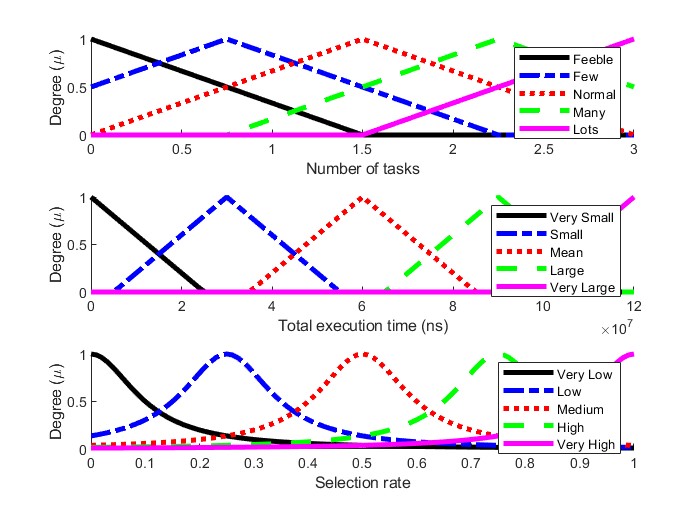 1
0.5
0
Degree (μ)
0
0.5
1
1.5
2
2.5
3
Number of tasks
Feeble
Few
Normal
Many
Lots
1
0.5
0
Degree (μ)
0
2
4
6
8
10
12
Total execution time (ns)
×10⁷
Very Small
Small
Mean
Large
Very Large
1
0.5
0
Degree (μ)
0
0.1
0.2
0.3
0.4
0.5
0.6
0.7
0.8
0.9
1
Selection rate
Very Low
Low
Medium
High
Very High